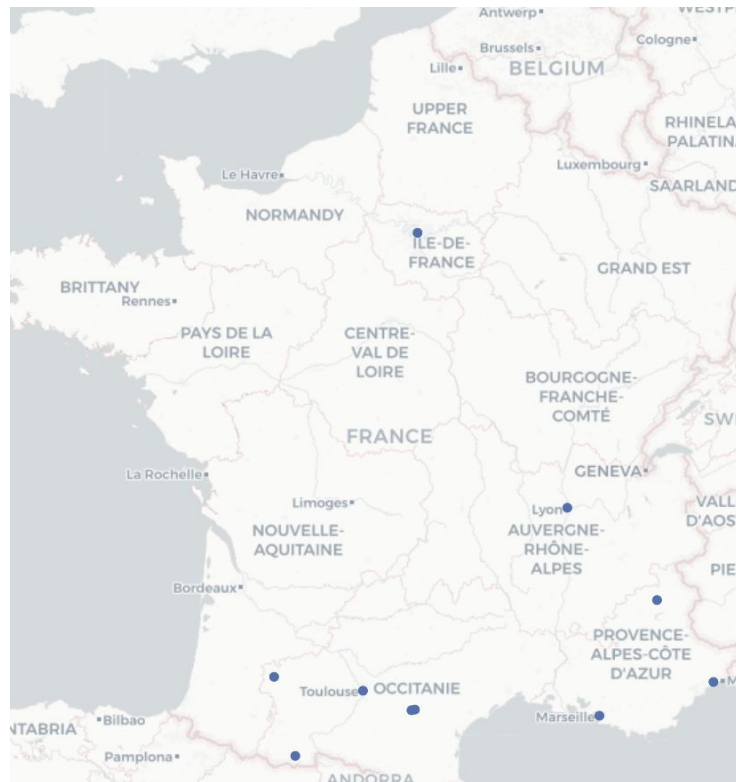 WESTP
Antwerp
Cologne
Brussels
BELGIUM
Lille
UPPER
FRANCE
RHINELA
PALATINA
Luxembourg
SAARLAND
Le Havre
NORMANDY
ÎLE-DE-
FRANCE
GRAND EST
BRITTANY
Rennes
PAYS DE LA
LOIRE
CENTRE-
VAL DE
LOIRE
BOURGOGNE-
FRANCHE-
COMTÉ
SWI
FRANCE
GENEVA
La Rochelle
Limoges
Lyon
VALL
D'AOS
NOUVELLE-
AQUITAINE
AUVERGNE-
RHÔNE-
ALPES
PIE
Bordeaux
PROVENCE-
ALPES-CÔTE
D'AZUR
Toulouse
OCCITANIE
M
Marseille
NTABRIA
Bilbao
Pamplona
ANDORRA